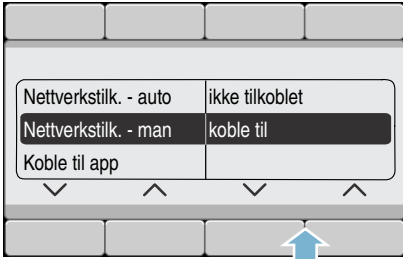 Nettverkstilk. - auto ikke tilkoblet
Nettverkstilk. - man koble til
Koble til app